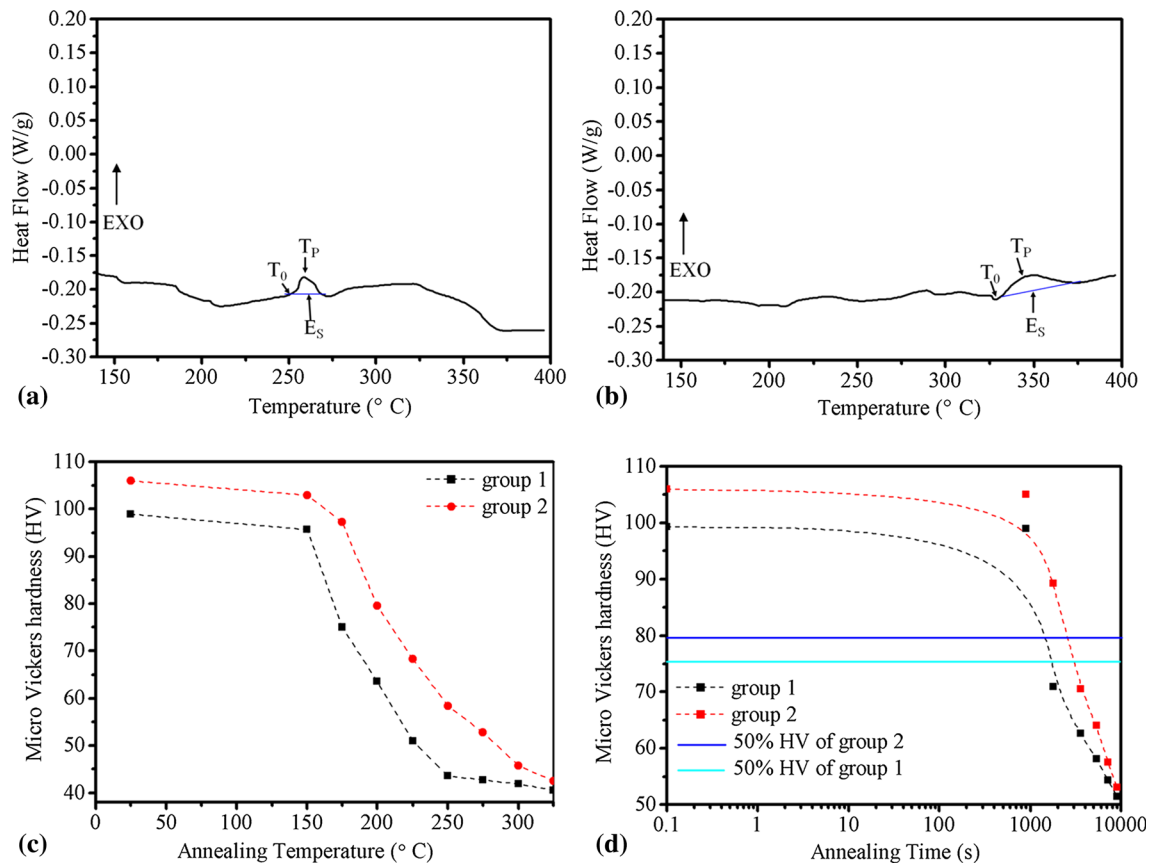 0.20
0.15
0.10
0.05
0.00
-0.05
-0.10
-0.15
-0.20
-0.25
-0.30
Heat Flow (W/g)
EXO
T0
TP
ES
150
200
250
300
350
400
Temperature (° C)
(a)
0.20
0.15
0.10
0.05
0.00
-0.05
-0.10
-0.15
-0.20
-0.25
-0.30
Heat Flow (W/g)
EXO
T0
TP
ES
150
200
250
300
350
400
Temperature (° C)
(b)
110
100
90
80
70
60
50
40
Micro Vickers hardness (HV)
group 1
group 2
0
50
100
150
200
250
300
Annealing Temperature (° C)
(c)
110
100
90
80
70
60
50
Micro Vickers hardness (HV)
group 1
group 2
50% HV of group 2
50% HV of group 1
0.1
1
10
100
1000
10000
Annealing Time (s)
(d)